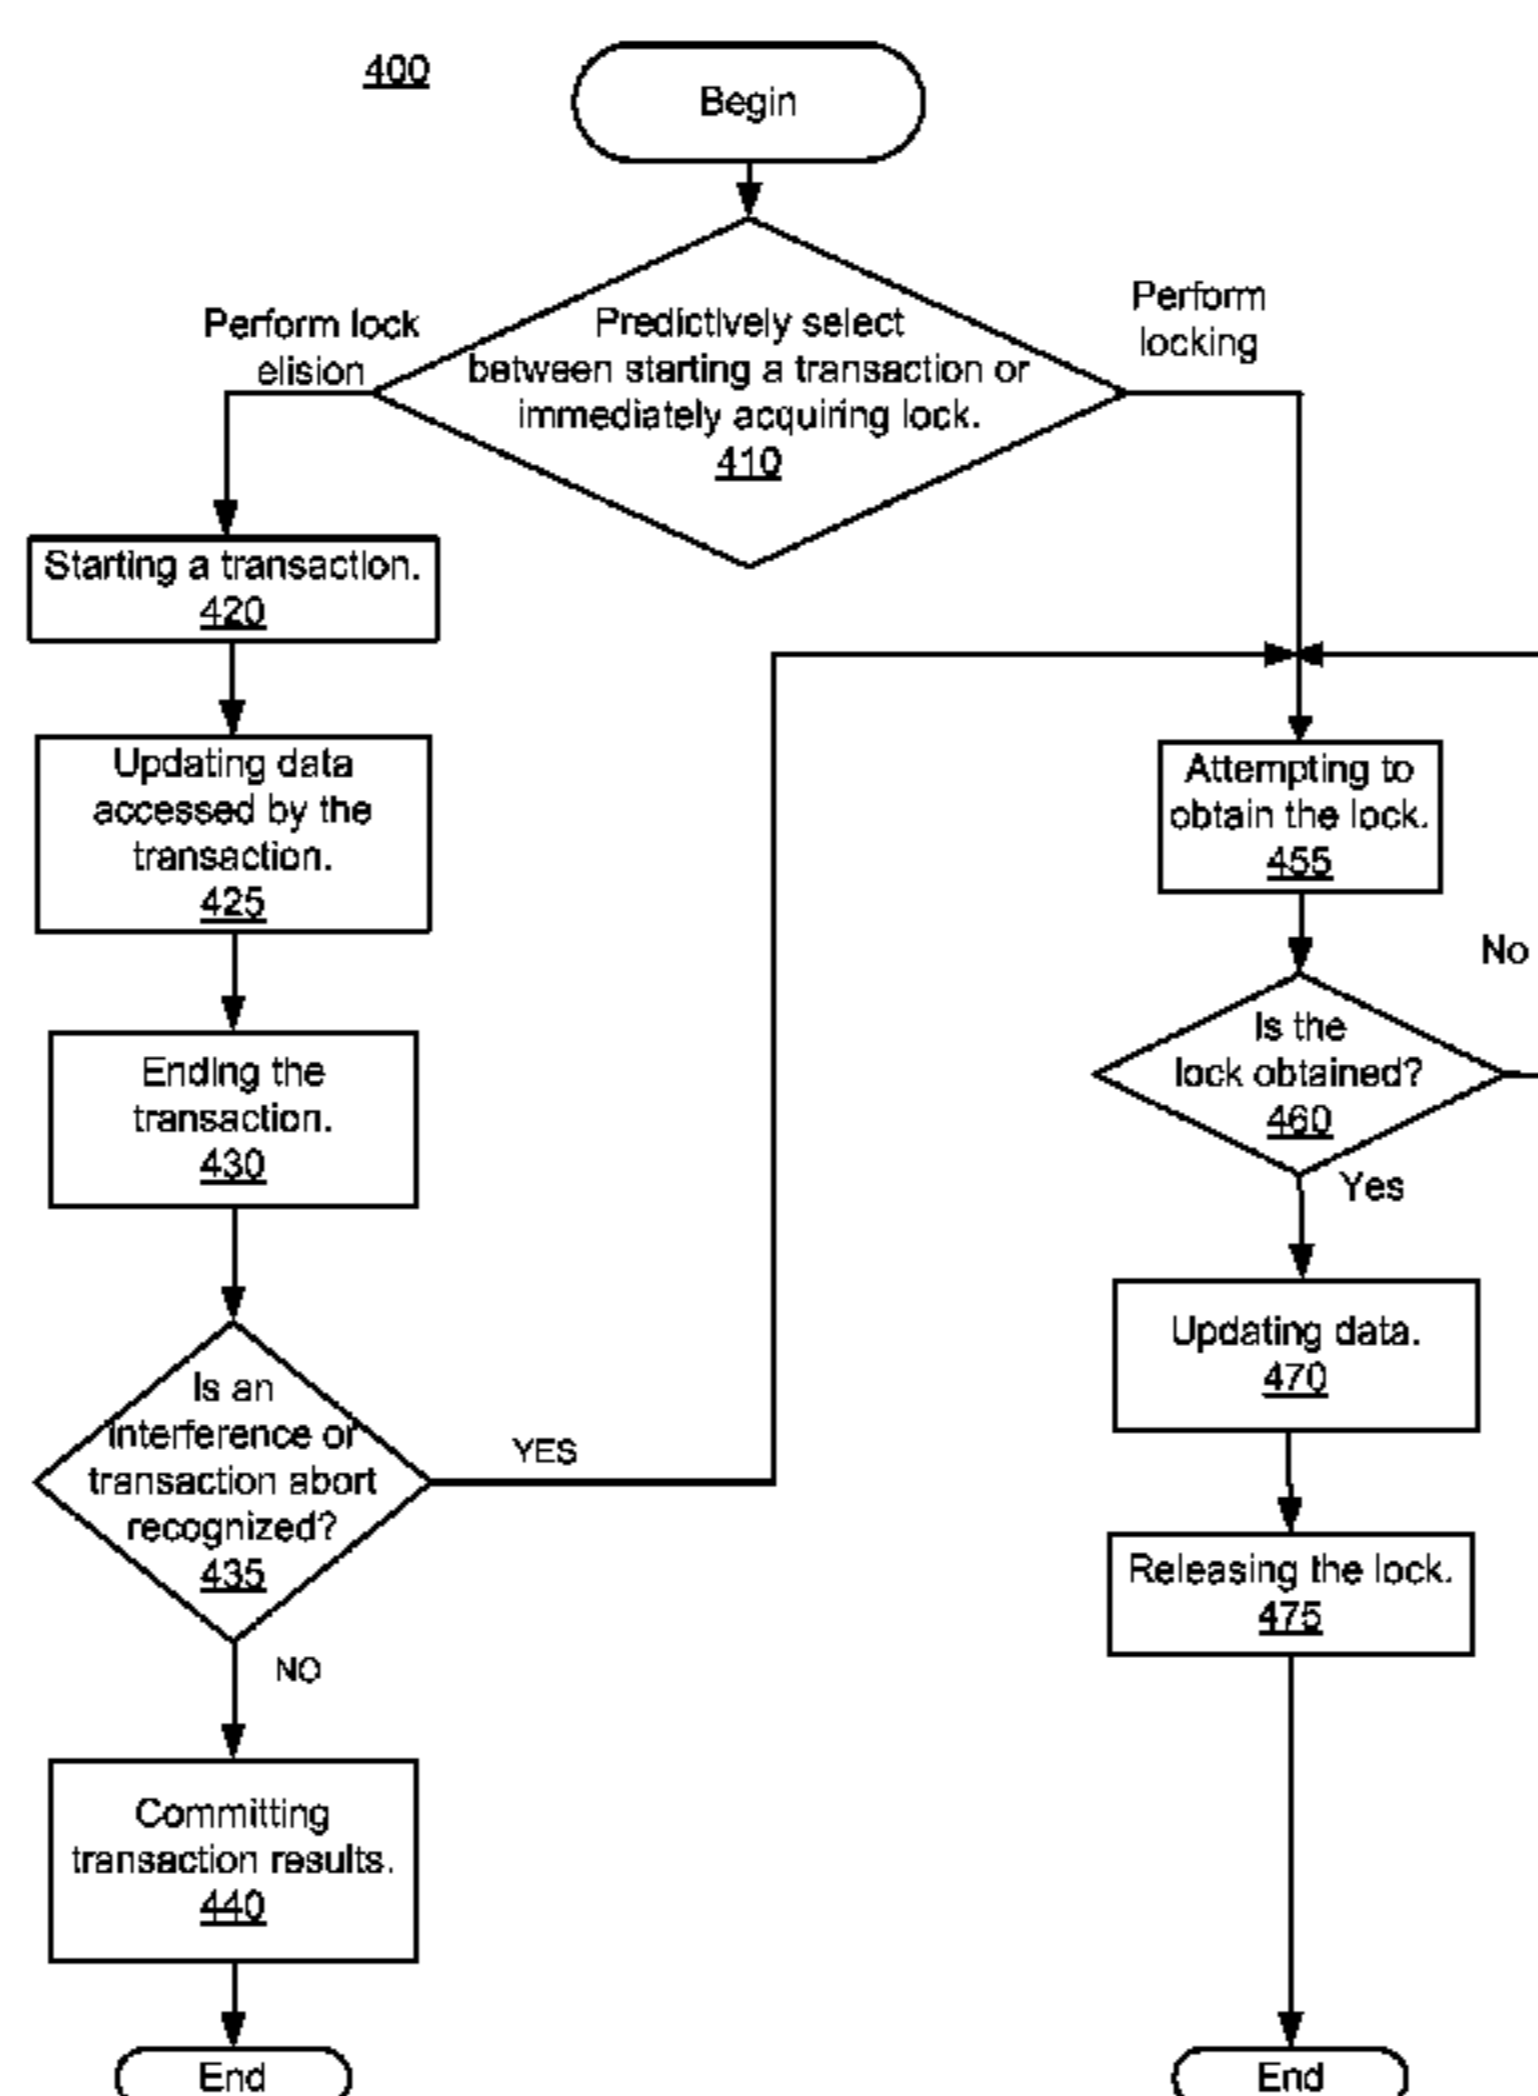 400
Begin
Perform lock
elision
Predictively select
between starting a transaction or
immediately acquiring lock.
410
Perform
locking
Starting a transaction.
420
Updating data
accessed by the
transaction.
425
Ending the
transaction.
430
Is an
interference or
transaction abort
recognized?
435
YES
NO
Committing
transaction results.
440
End
Attempting to
obtain the lock.
455
No
Is the
lock obtained?
460
Yes
Updating data.
470
Releasing the lock.
475
End